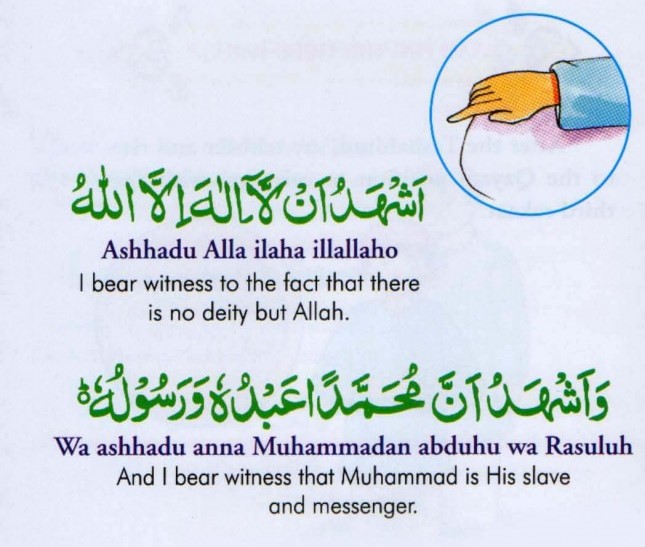 اَشْهَدُ اَنْ لَّا اِلٰهَ اِلَّا اللّٰهُ
Ashhadu Alla ilaha illallaho
I bear witness to the fact that there
is no deity but Allah.
وَاَشْهَدُ اَنَّ مُحَمَّدًا عَبْدُهٗ وَرَسُوْلُهٗ ؕ
Wa ashhadu anna Muhammadan abduhu wa Rasuluh
And I bear witness that Muhammad is His slave
and messenger.